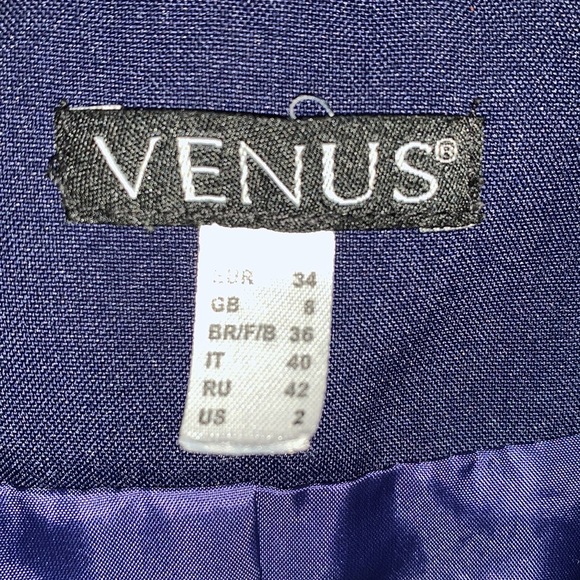 VENUS®
EUR 34
GB 8
BR/F/B 36
IT 40
RU 42
US 2